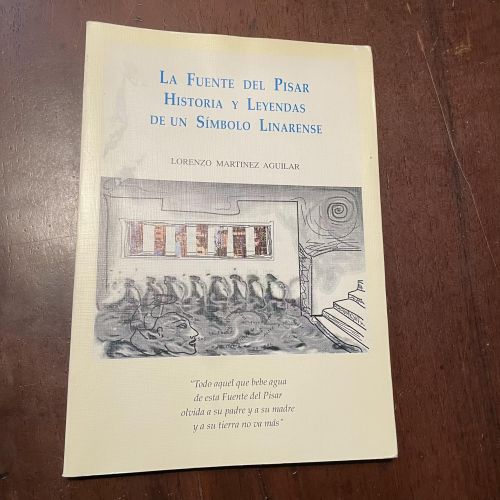 LA FUENTE DEL PISAR
HISTORIA Y LEYENDAS
DE UN SÍMBOLO LINARENSE
LORENZO MARTINEZ AGUILAR
"Todo aquel que bebe agua
de esta Fuente del Pisar
olvida a su padre y a su madre
y a su tierra no va más"